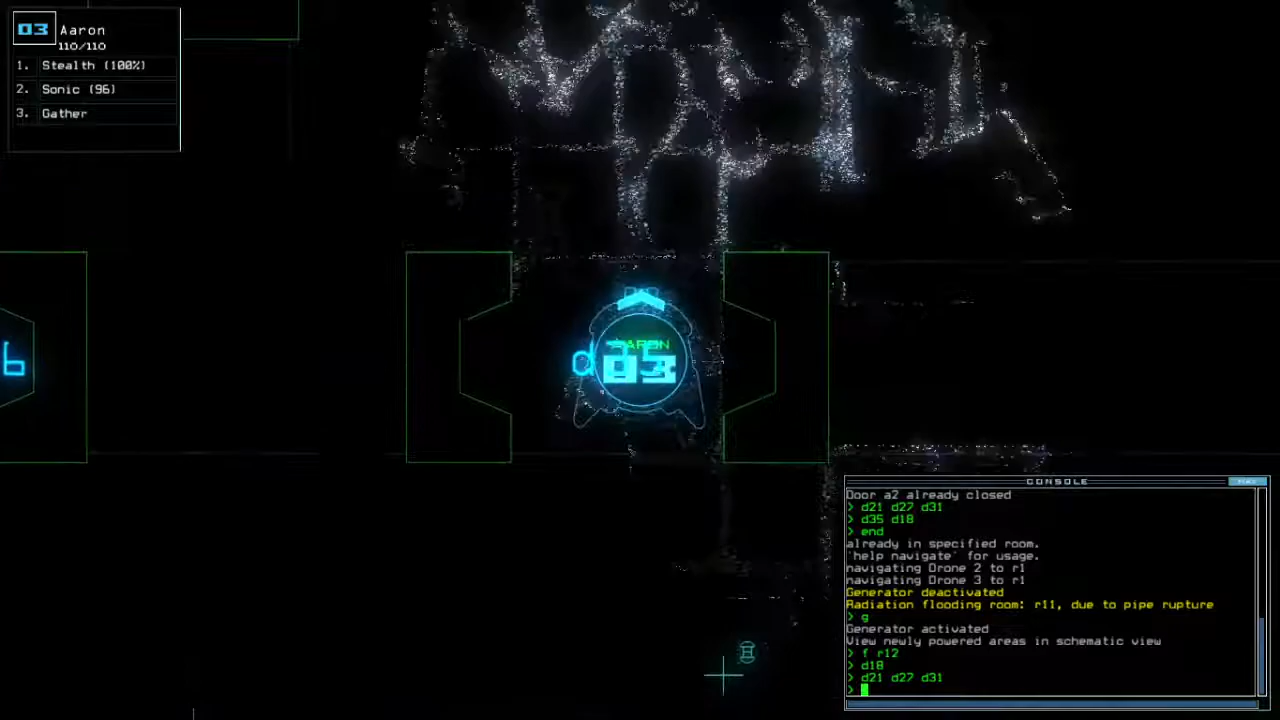 03 Aaron
110/110
1. Stealth (100%)
2. Sonic (96)
3. Gather
6
d35
AARON
03
CONSOLE
Door a2 already closed
> d21 d27 d31
> d35 d18
> end
already in specified room.
`help navigate` for usage.
navigating Drone 2 to r1
navigating Drone 3 to r1
Generator deactivated
Radiation flooding room: r11, due to pipe rupture
> g
Generator activated
View newly powered areas in schematic view
> f r12
> d18
> d21 d27 d31
>